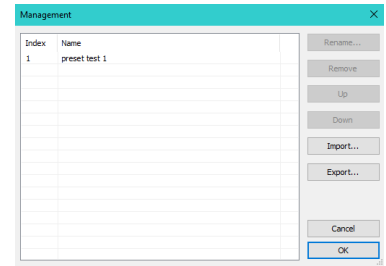 Management
Index Name
1 preset test 1
Rename...
Remove
Up
Down
Import...
Export...
Cancel
OK